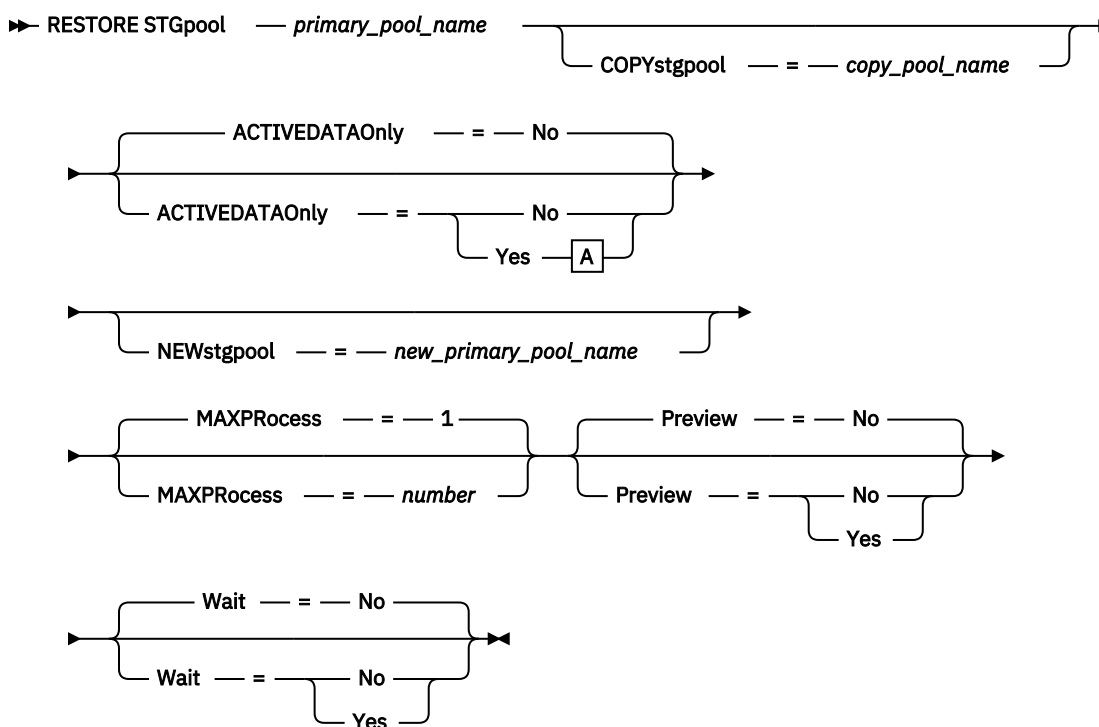 RESTORE STGpool primary_pool_name
COPYstgpool = copy_pool_name
ACTIVEDATAOnly = No
ACTIVEDATAOnly = No
Yes A
NEWstgpool = new_primary_pool_name
MAXPRocess = 1 Preview = No
MAXPRocess = number Preview = No
Yes
Wait = No
Wait = No
Yes